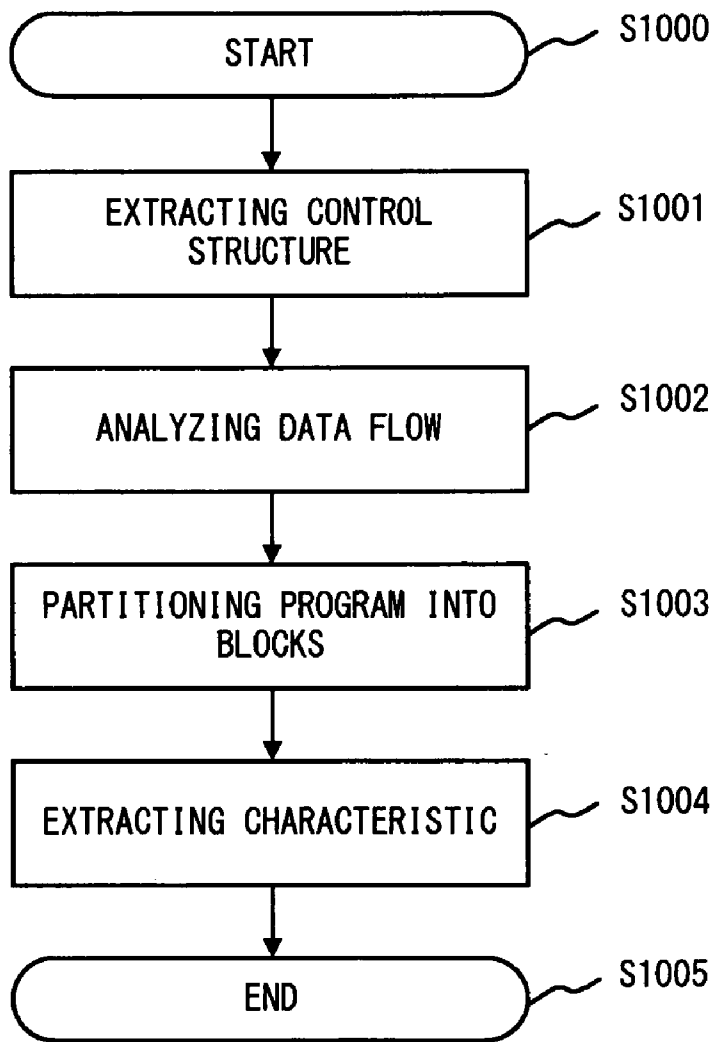 START
S1000
EXTRACTING CONTROL
STRUCTURE
S1001
ANALYZING DATA FLOW
S1002
PARTITIONING PROGRAM INTO
BLOCKS
S1003
EXTRACTING CHARACTERISTIC
S1004
END
S1005